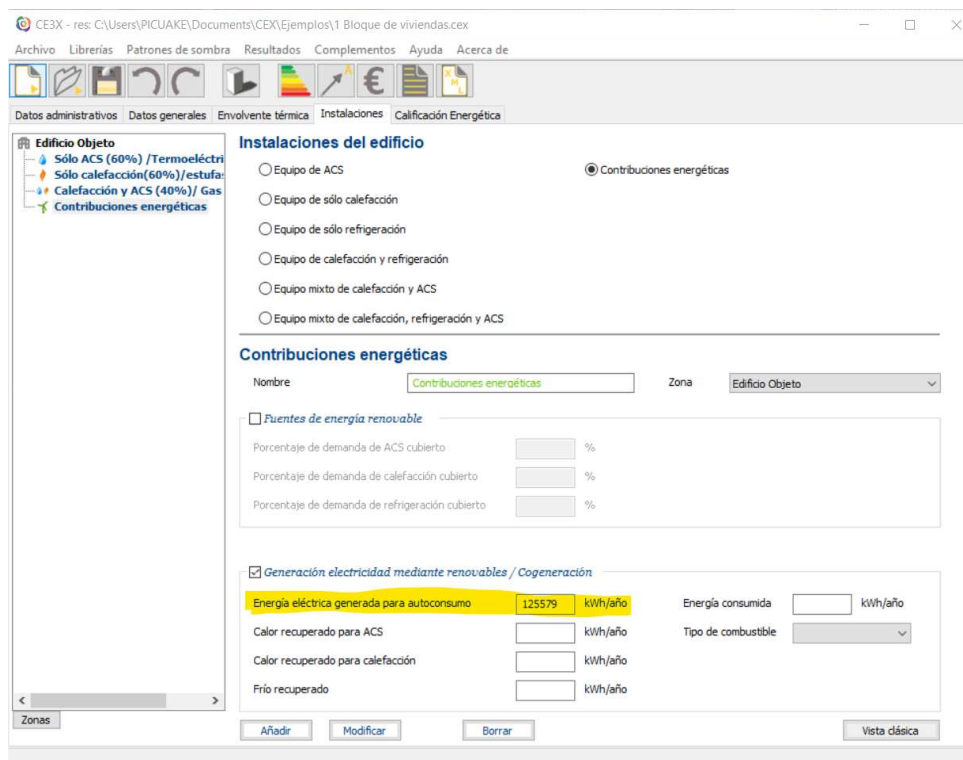 CE3X - res: C:\Users\PICUAKE\Documents\CEX\Ejemplos\1 Bloque de viviendas.cex
Archivo Librerías Patrones de sombra Resultados Complementos Ayuda Acerca de
Datos administrativos Datos generales Envolvente térmica Instalaciones Calificación Energética
Edificio Objeto
Sólo ACS (60%) /Termoeléctri
Sólo calefacción(60%)/estufa
Calefacción y ACS (40%)/ Gas
Contribuciones energéticas
Zonas
Instalaciones del edificio
Equipo de ACS
Contribuciones energéticas
Equipo de sólo calefacción
Equipo de sólo refrigeración
Equipo de calefacción y refrigeración
Equipo mixto de calefacción y ACS
Equipo mixto de calefacción, refrigeración y ACS
Contribuciones energéticas
Nombre Contribuciones energéticas Zona Edificio Objeto
Fuentes de energía renovable
Porcentaje de demanda de ACS cubierto %
Porcentaje de demanda de calefacción cubierto %
Porcentaje de demanda de refrigeración cubierto %
Generación electricidad mediante renovables / Cogeneración
Energía eléctrica generada para autoconsumo 125579 kWh/año Energía consumida kWh/año
Calor recuperado para ACS kWh/año Tipo de combustible
Calor recuperado para calefacción kWh/año
Frío recuperado kWh/año
Añadir Modificar Borrar Vista clásica